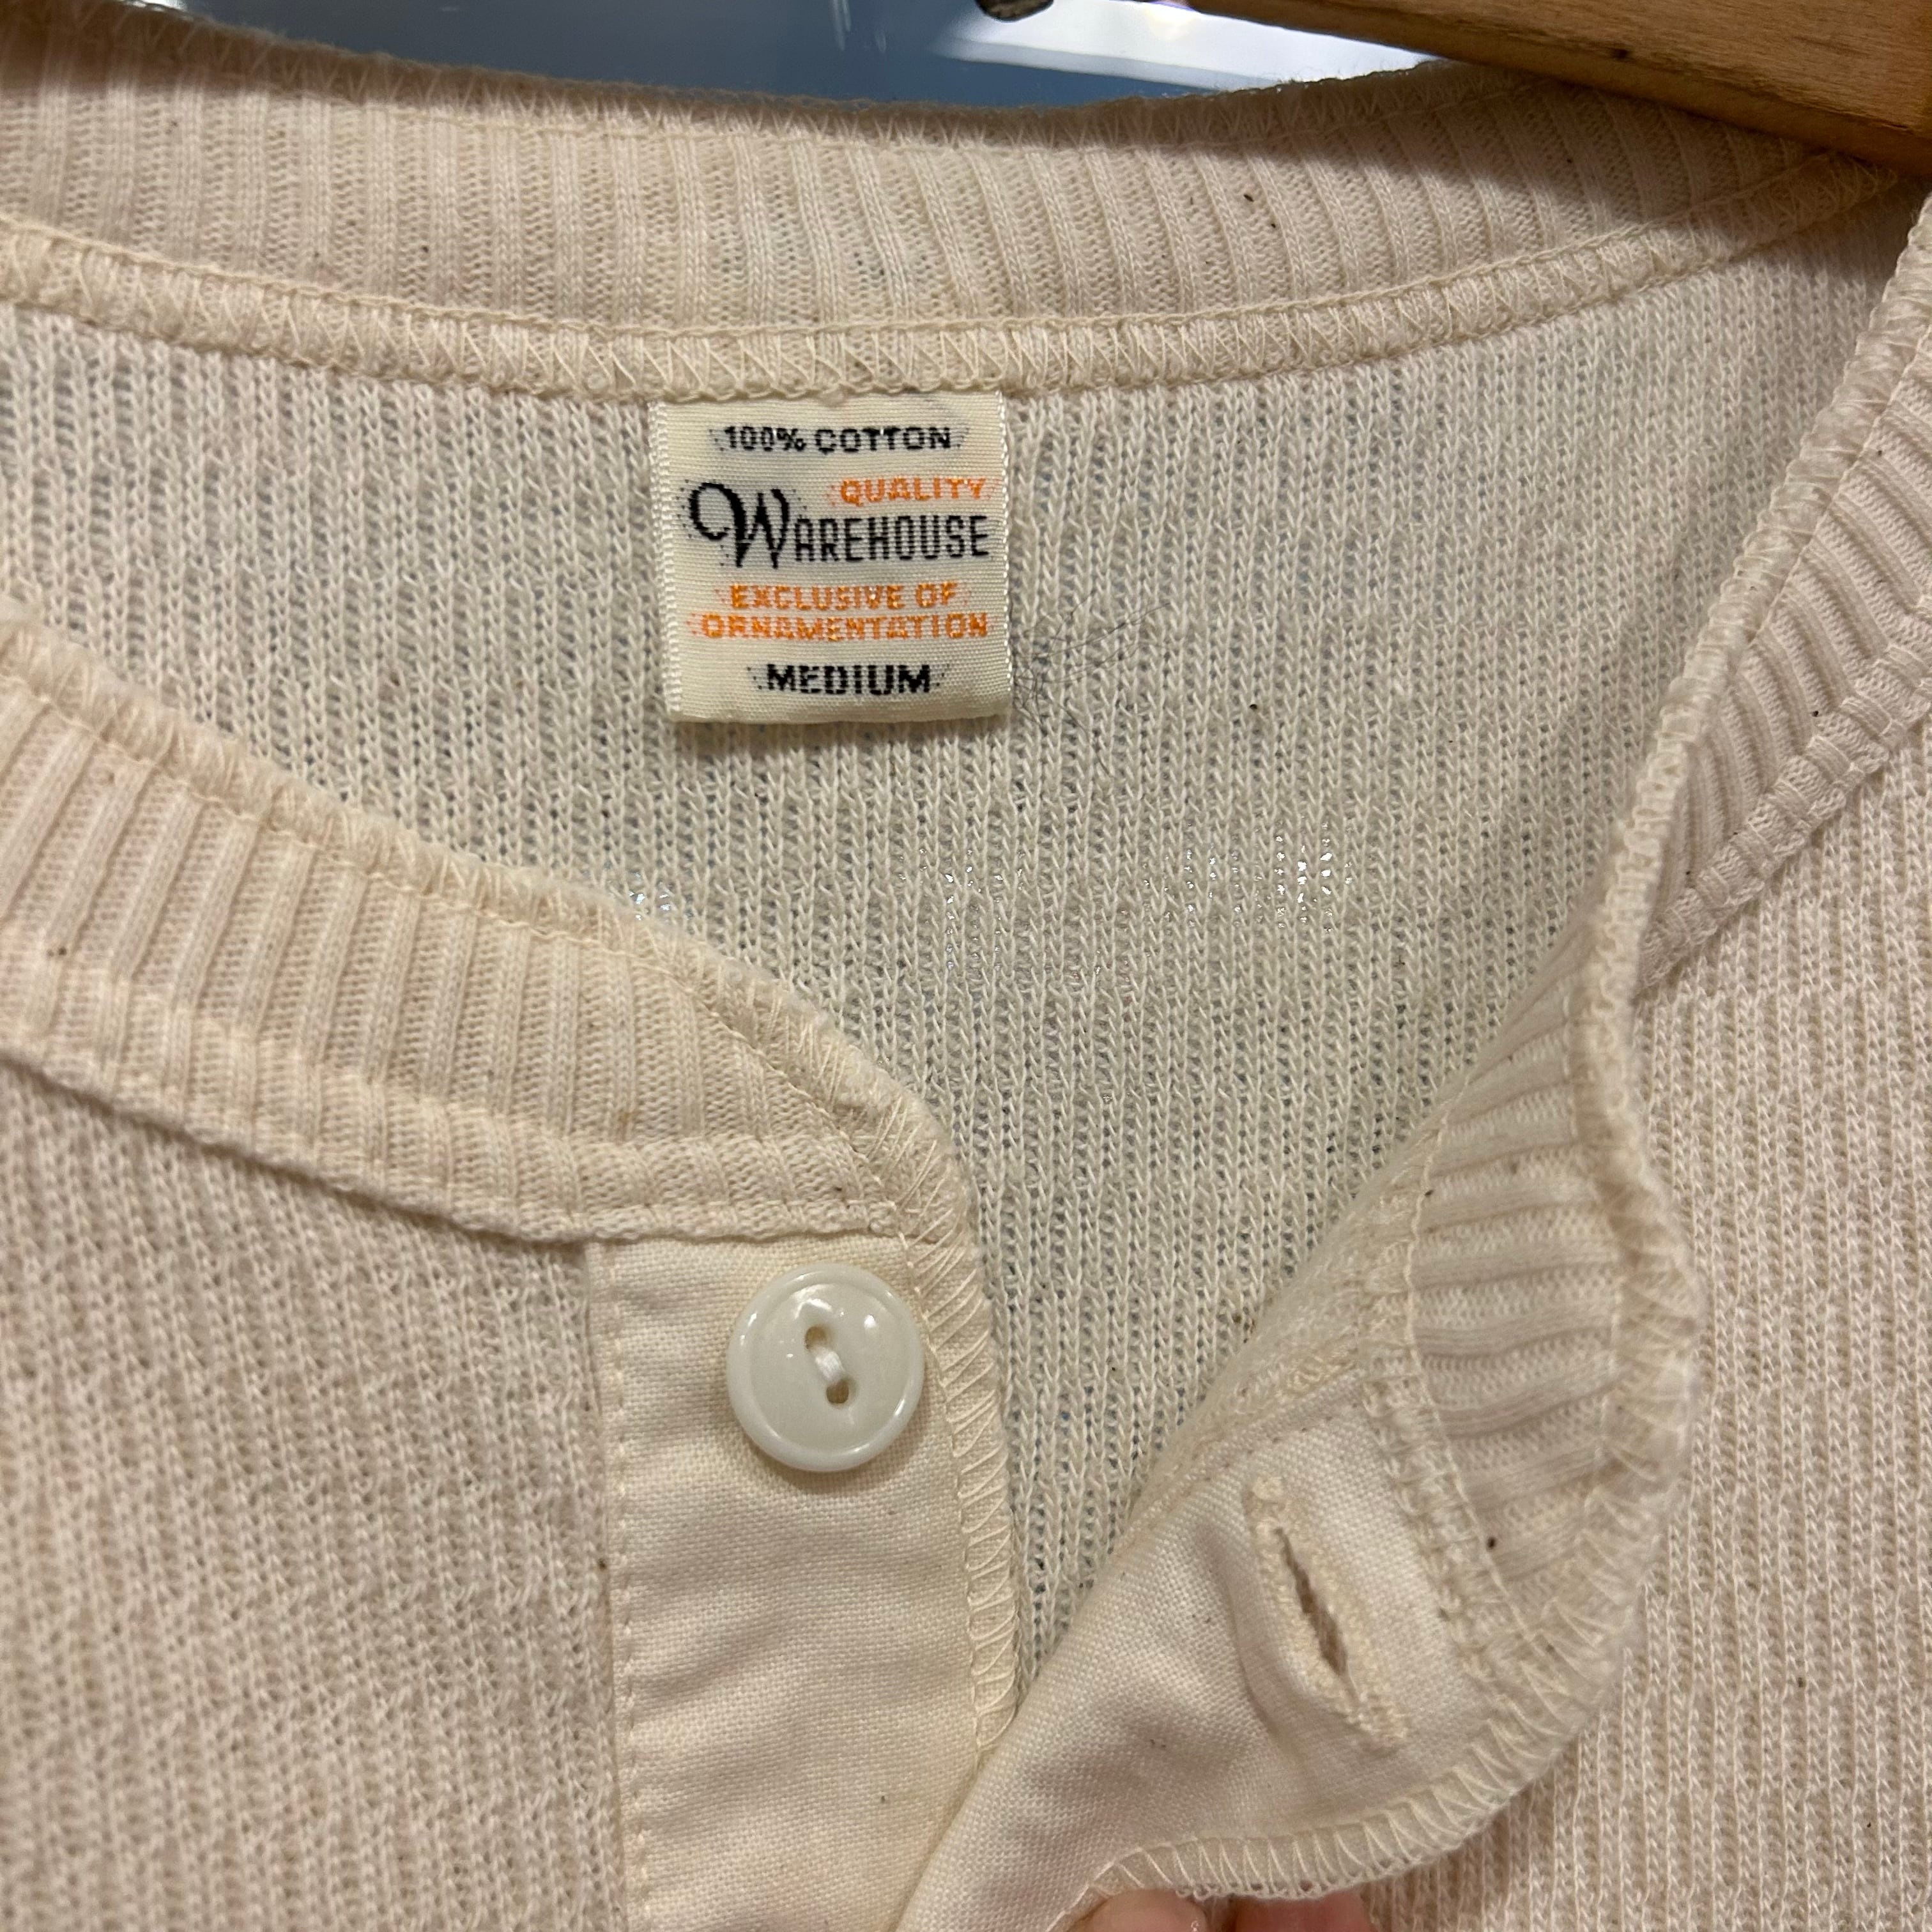 100% COTTON
QUALITY
WAREHOUSE
EXCLUSIVE OF
ORNAMENTATION
MEDIUM